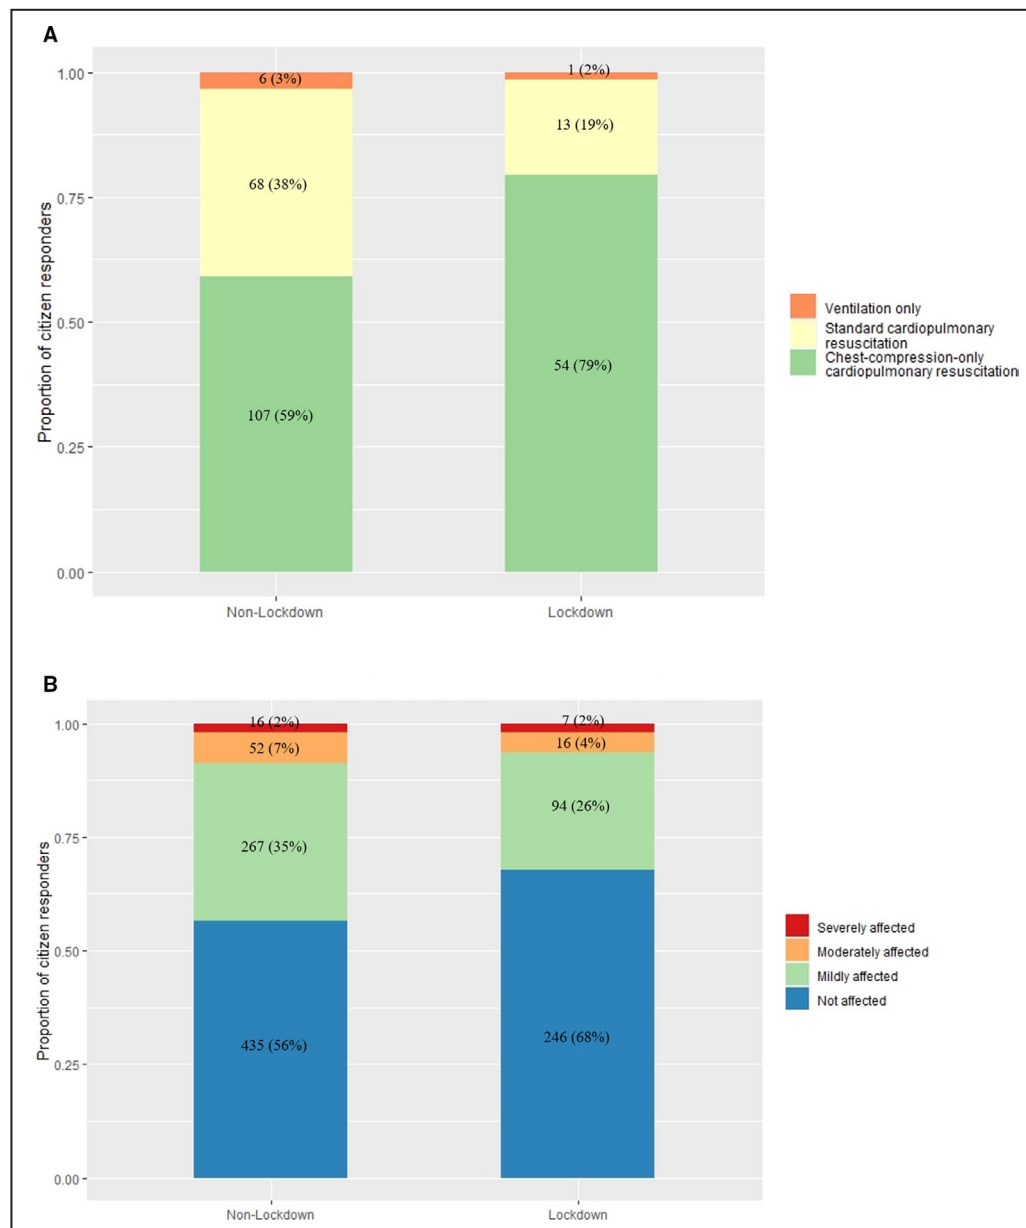 A
Proportion of citizen responders
1.00
0.75
0.50
0.25
0.00
6 (3%)
68 (38%)
107 (59%)
1 (2%)
13 (19%)
54 (79%)
Non-Lockdown
Lockdown
Ventilation only
Standard cardiopulmonary
resuscitation
Chest-compression-only
cardiopulmonary resuscitation
B
Proportion of citizen responders
1.00
0.75
0.50
0.25
0.00
16 (2%)
52 (7%)
267 (35%)
435 (56%)
7 (2%)
16 (4%)
94 (26%)
246 (68%)
Non-Lockdown
Lockdown
Severely affected
Moderately affected
Mildly affected
Not affected